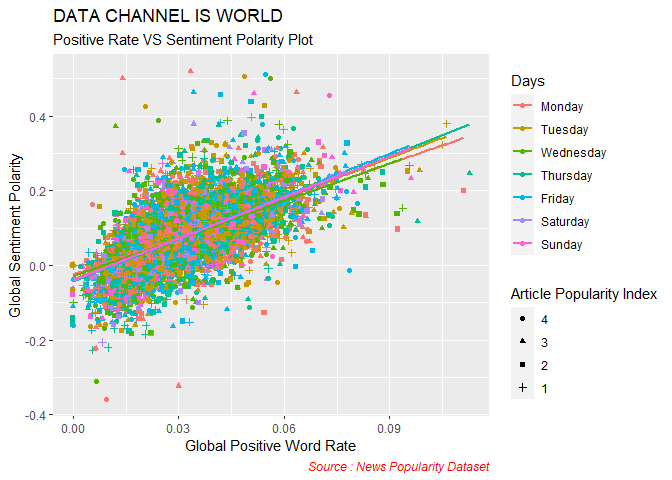 DATA CHANNEL IS WORLD
Positive Rate VS Sentiment Polarity Plot
Global Sentiment Polarity
0.4
0.2
0.0
-0.2
-0.4
0.00 0.03 0.06 0.09
Global Positive Word Rate
Source : News Popularity Dataset
Days
Monday
Tuesday
Wednesday
Thursday
Friday
Saturday
Sunday
Article Popularity Index
4
3
2
1